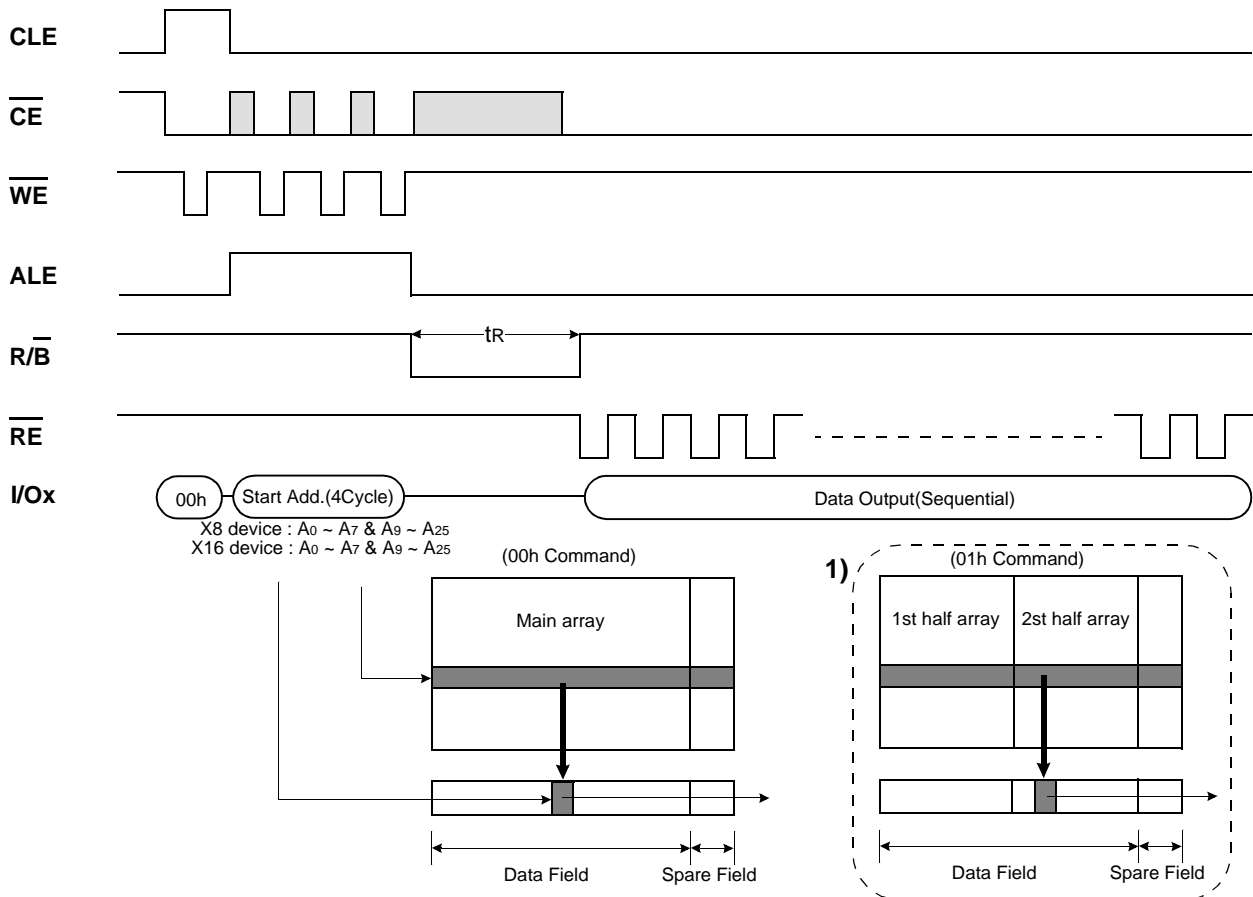 CLE
CE
WE
ALE
R/B
tR
RE
I/Ox
00h
Start Add.(4Cycle)
Data Output(Sequential)
X8 device : A0 ~ A7 & A9 ~ A25
X16 device : A0 ~ A7 & A9 ~ A25
(00h Command)
Main array
Data Field
Spare Field
1)
(01h Command)
1st half array
2st half array
Data Field
Spare Field